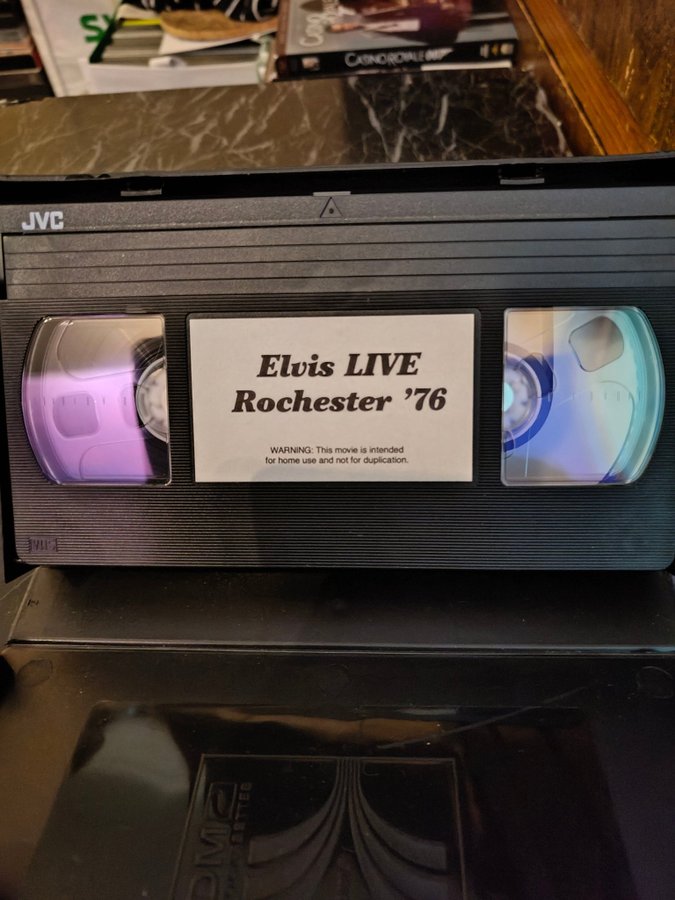 CASINO ROYALE 007
JVC
Elvis LIVE
Rochester ’76
WARNING: This movie is intended
for home use and not for duplication.
VHS